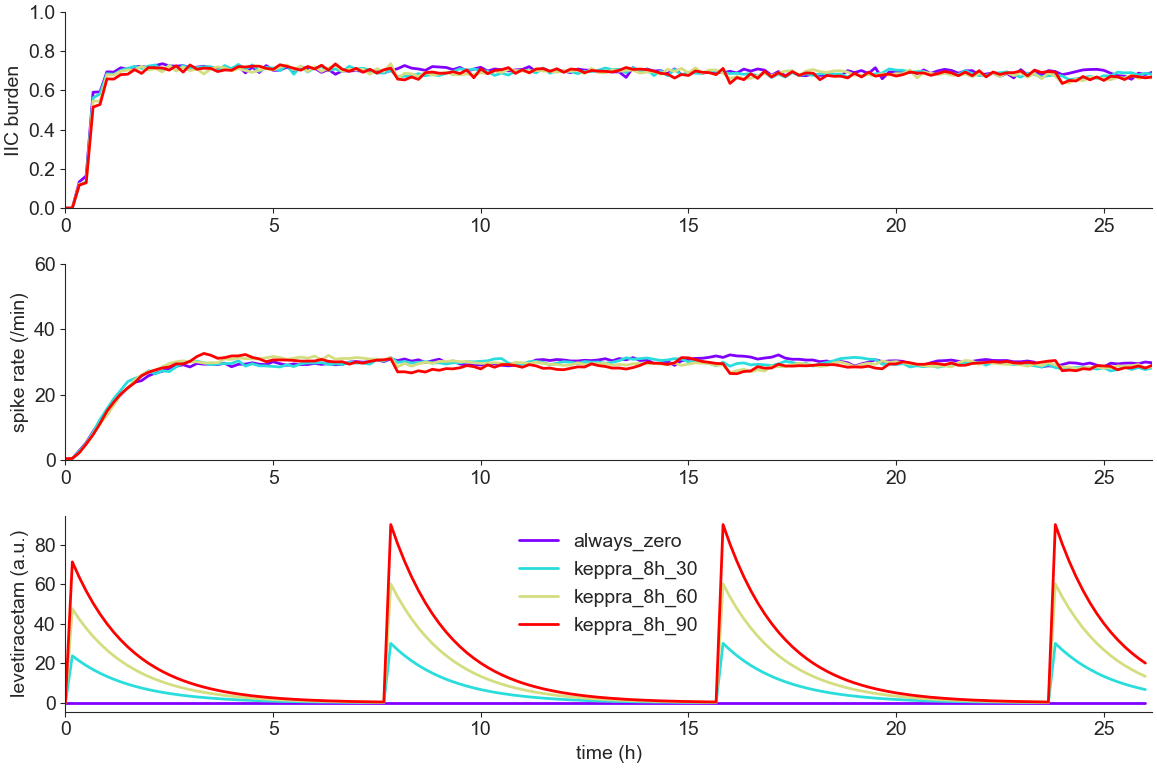 1.0
0.8
0.6
0.4
0.2
0.0
IIC burden
0 5 10 15 20 25
60
40
20
0
spike rate (/min)
0 5 10 15 20 25
80
60
40
20
0
levetiracetam (a.u.)
always_zero
keppra_8h_30
keppra_8h_60
keppra_8h_90
0 5 10 15 20 25
time (h)